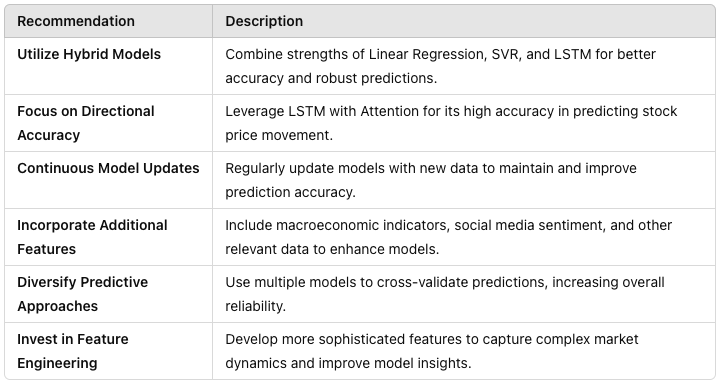 Recommendation
Description
Utilize Hybrid Models
Combine strengths of Linear Regression, SVR, and LSTM for better
accuracy and robust predictions.
Focus on Directional
Accuracy
Leverage LSTM with Attention for its high accuracy in predicting stock
price movement.
Continuous Model Updates
Regularly update models with new data to maintain and improve
prediction accuracy.
Incorporate Additional
Features
Include macroeconomic indicators, social media sentiment, and other
relevant data to enhance models.
Diversify Predictive
Approaches
Use multiple models to cross-validate predictions, increasing overall
reliability.
Invest in Feature
Engineering
Develop more sophisticated features to capture complex market
dynamics and improve model insights.